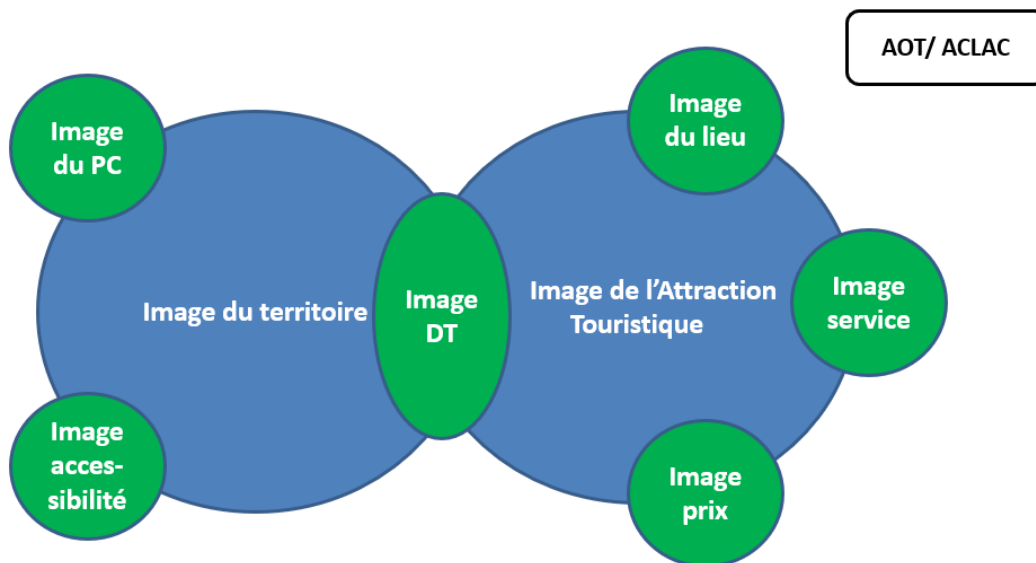 AOT/ ACLAC
Image
du PC
Image
du lieu
Image du territoire
Image
DT
Image de l’Attraction
Touristique
Image
service
Image
acces-
sibilité
Image
prix